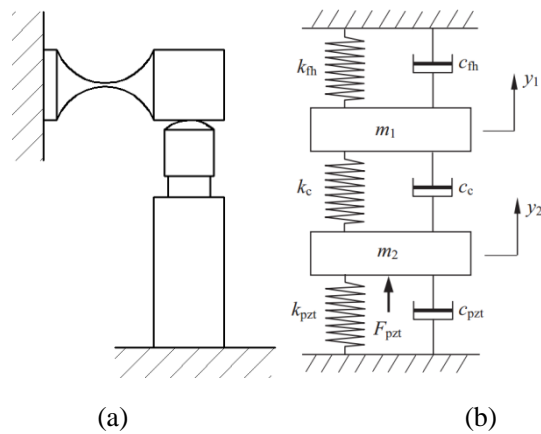 k_fh
c_fh
y_1
m_1
k_c
c_c
y_2
m_2
k_pzt
F_pzt
c_pzt
(a)
(b)